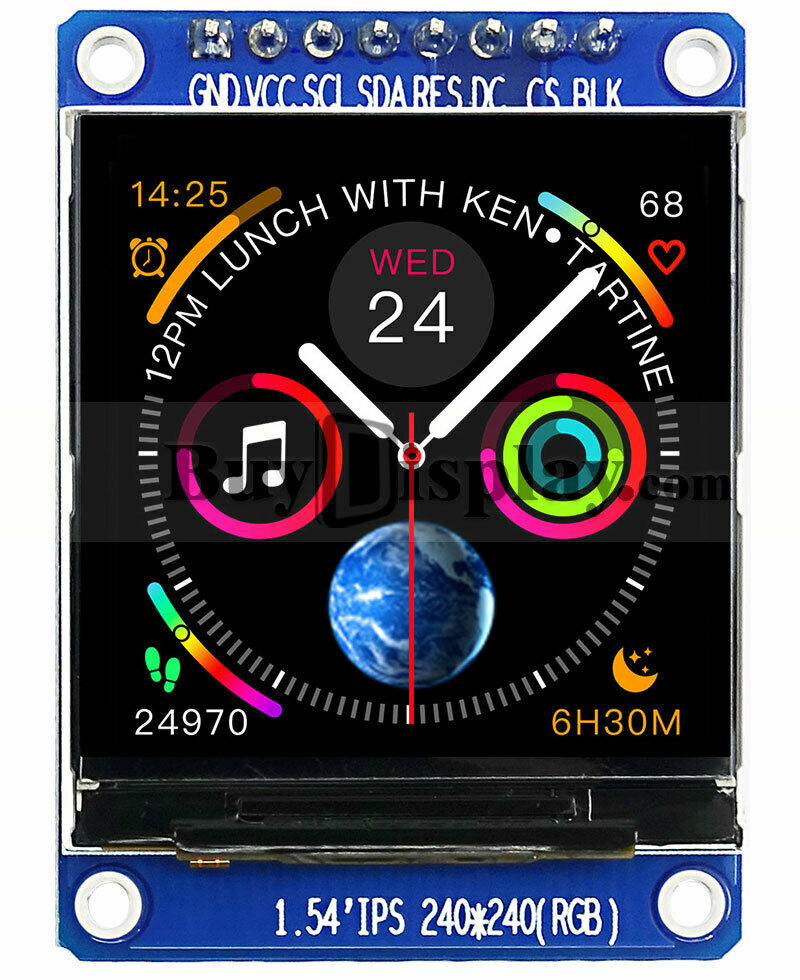 GND VCC SCL SDA RES DC CS BLK
14:25
68
12PM LUNCH WITH KEN• TARTINE
WED
24
BuyDisplay.com
24970
6H30M
1.54'IPS 240*240(RGB)